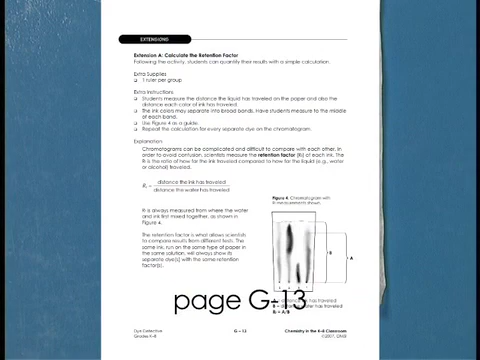 EXTENSIONS
Extension A: Calculate the Retention Factor
Following the activity, students can quantify their results with a simple calculation.
Extra Supplies
❑ 1 ruler per group
Extra Instructions
❑ Students measure the distance the liquid has traveled on the paper and also the
distance each color of ink has traveled.
❑ The ink colors may separate into broad bands. Have students measure to the middle
of each band.
❑ Use Figure 4 as a guide.
❑ Repeat the calculation for every separate dye on the chromatogram.
Explanation
Chromatograms can be complicated and difficult to compare with each other. In
order to avoid confusion, scientists measure the retention factor (Rf) of each ink. The
Rf is the ratio of how far the ink traveled compared to how far the liquid (e.g., water
or alcohol) traveled.
Rf = distance the ink has traveled
distance the water has traveled
Figure 4. Chromatogram with
Rf measurements shown.
Rf is always measured from where the water
and ink first mixed together, as shown in
Figure 4.
The retention factor is what allows scientists
to compare results from different tests. The
same ink, run on the same type of paper in
the same solution, will always show its
separate dye(s) with the same retention
factor(s).
B
A
page G-13
has traveled
B = distance water has traveled
Rf = A/B
Dye Detective
Grades K–8
G – 13
Chemistry in the K–8 Classroom
©2007, OMSI